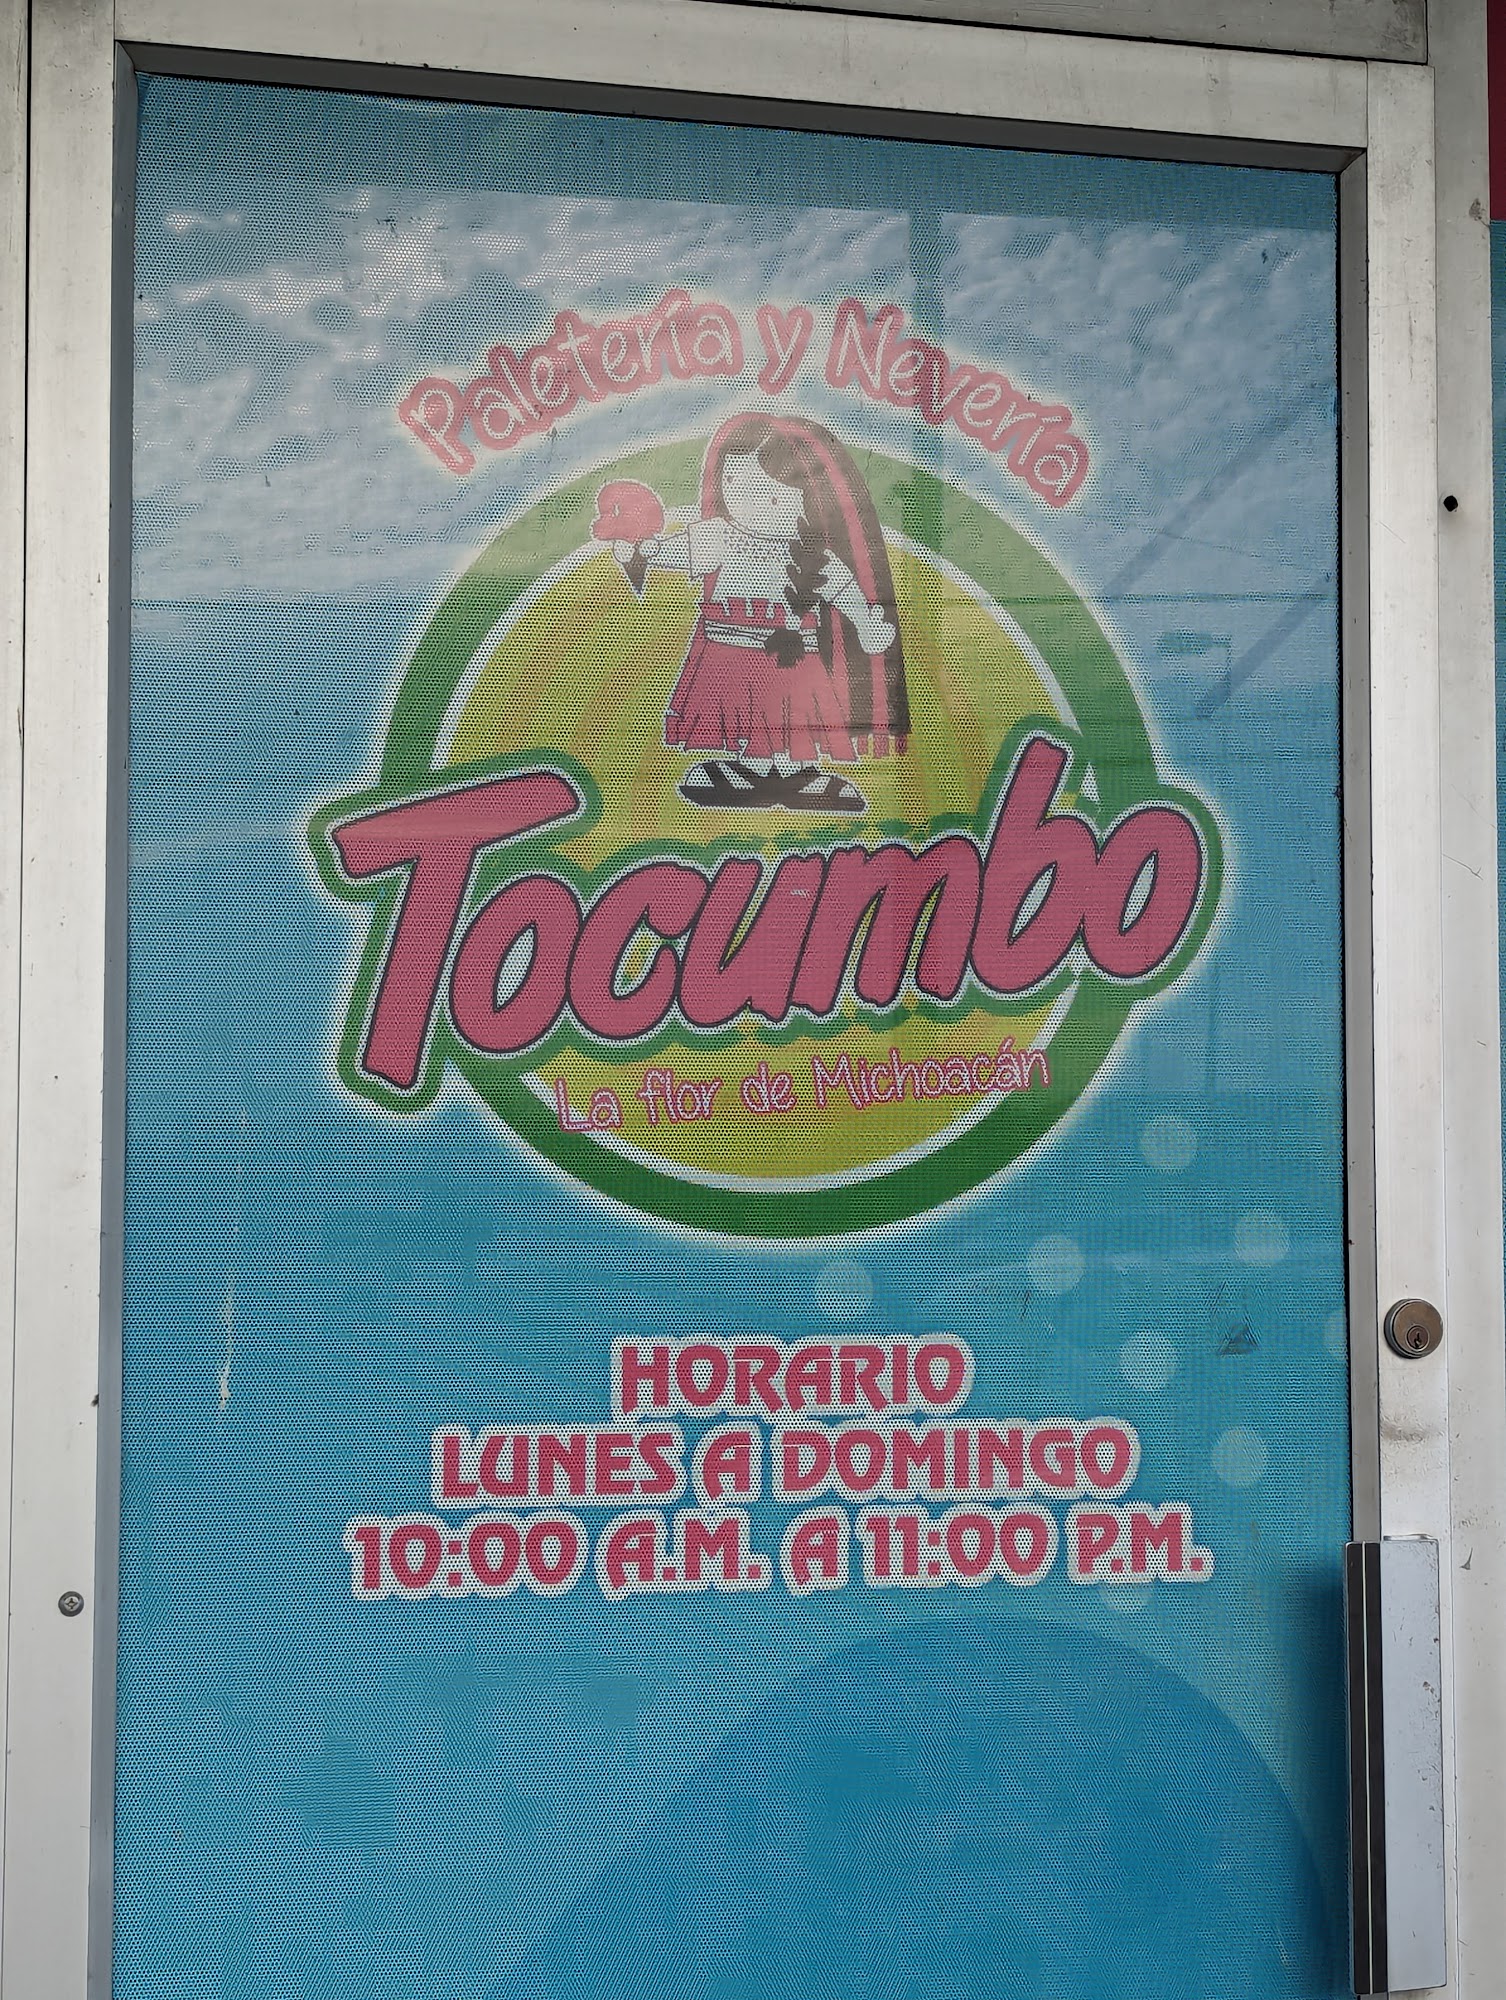 Paletería y Nevería
Tocumbo
La flor de Michoacán
HORARIO
LUNES A DOMINGO
10:00 A.M. A 11:00 P.M.